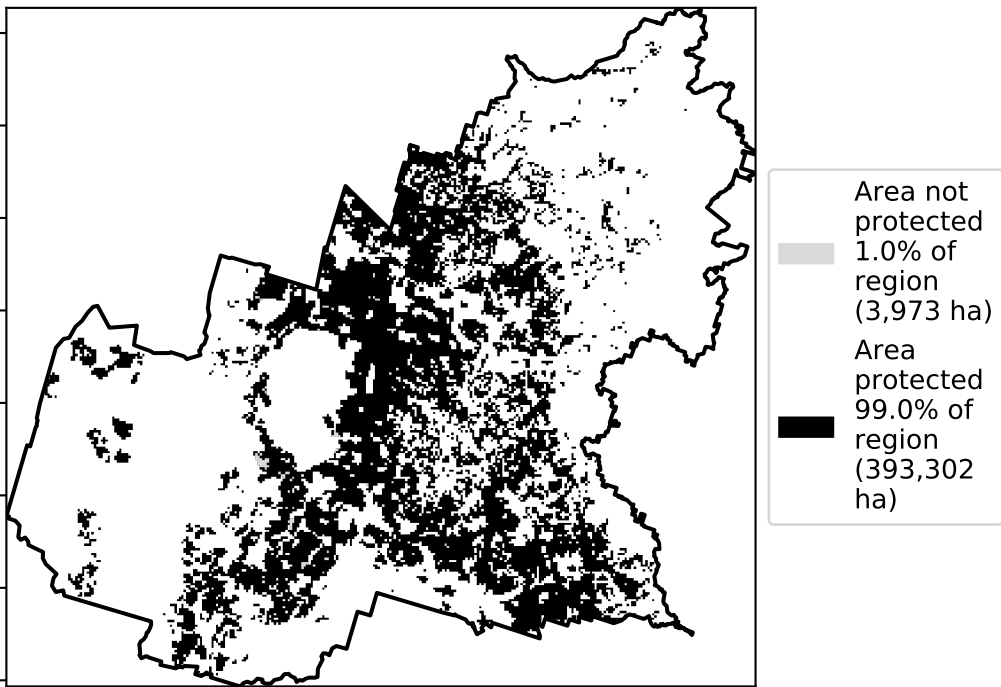 Area not
protected
1.0% of
region
(3,973 ha)
Area
protected
99.0% of
region
(393,302
ha)